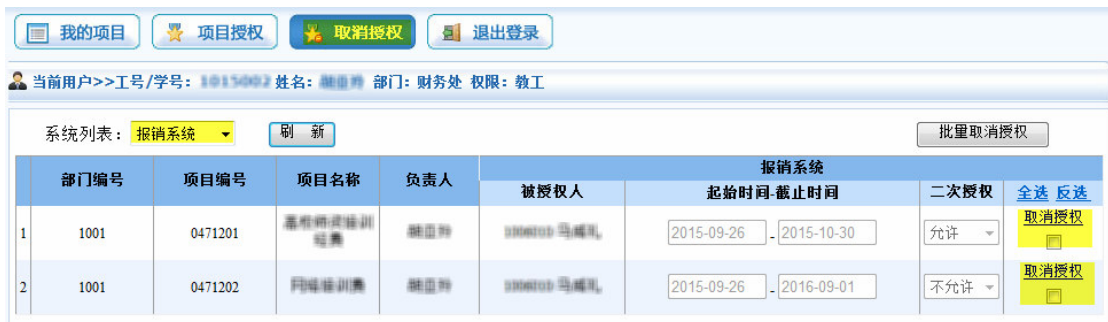 我的项目 项目授权 取消授权 退出登录
当前用户>>工号/学号： 姓名： 部门：财务处 权限：教工
系统列表： 报销系统 刷 新 批量取消授权
部门编号 项目编号 项目名称 负责人 报销系统
被授权人 起始时间-截止时间 二次授权 全选 反选
1 1001 0471201 2015-09-26 - 2015-10-30 允许 取消授权
2 1001 0471202 2015-09-26 - 2016-09-01 不允许 取消授权